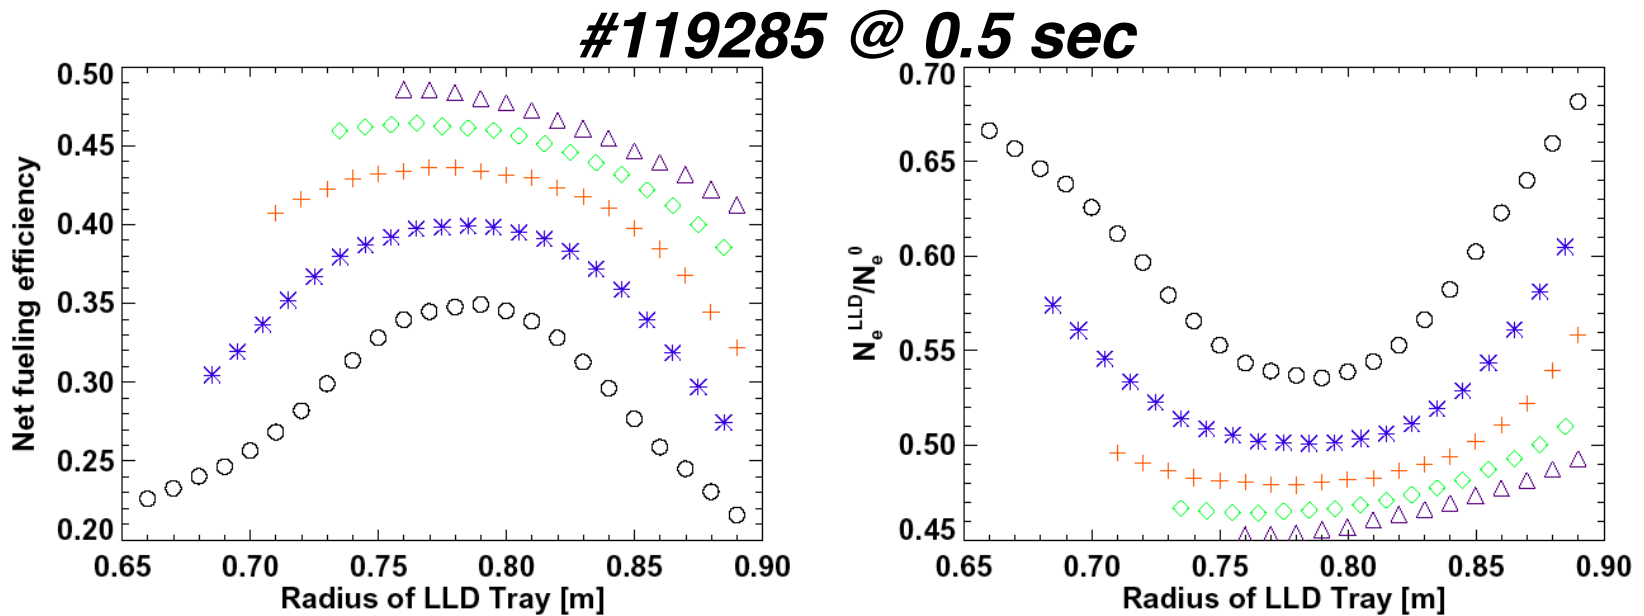 #119285 @ 0.5 sec
Net fueling efficiency
0.50
0.45
0.40
0.35
0.30
0.25
0.20
0.65 0.70 0.75 0.80 0.85 0.90
Radius of LLD Tray [m]
Ne LLD/Ne 0
0.70
0.65
0.60
0.55
0.50
0.45
0.65 0.70 0.75 0.80 0.85 0.90
Radius of LLD Tray [m]